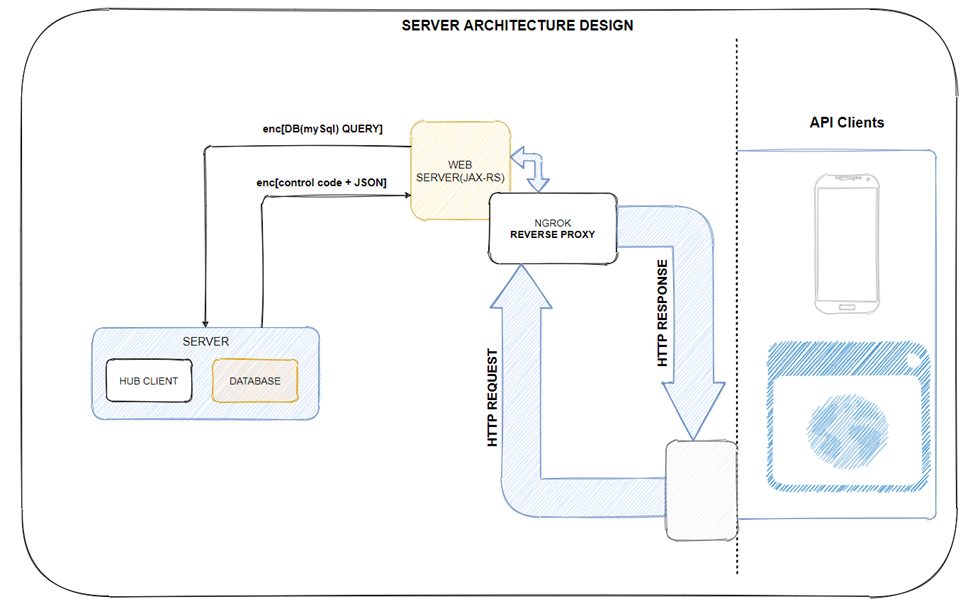 SERVER ARCHITECTURE DESIGN
API Clients
enc[DB(mySql) QUERY]
WEB
SERVER(JAX-RS)
enc[control code + JSON]
NGROK
REVERSE PROXY
HTTP RESPONSE
HTTP REQUEST
SERVER
HUB CLIENT
DATABASE